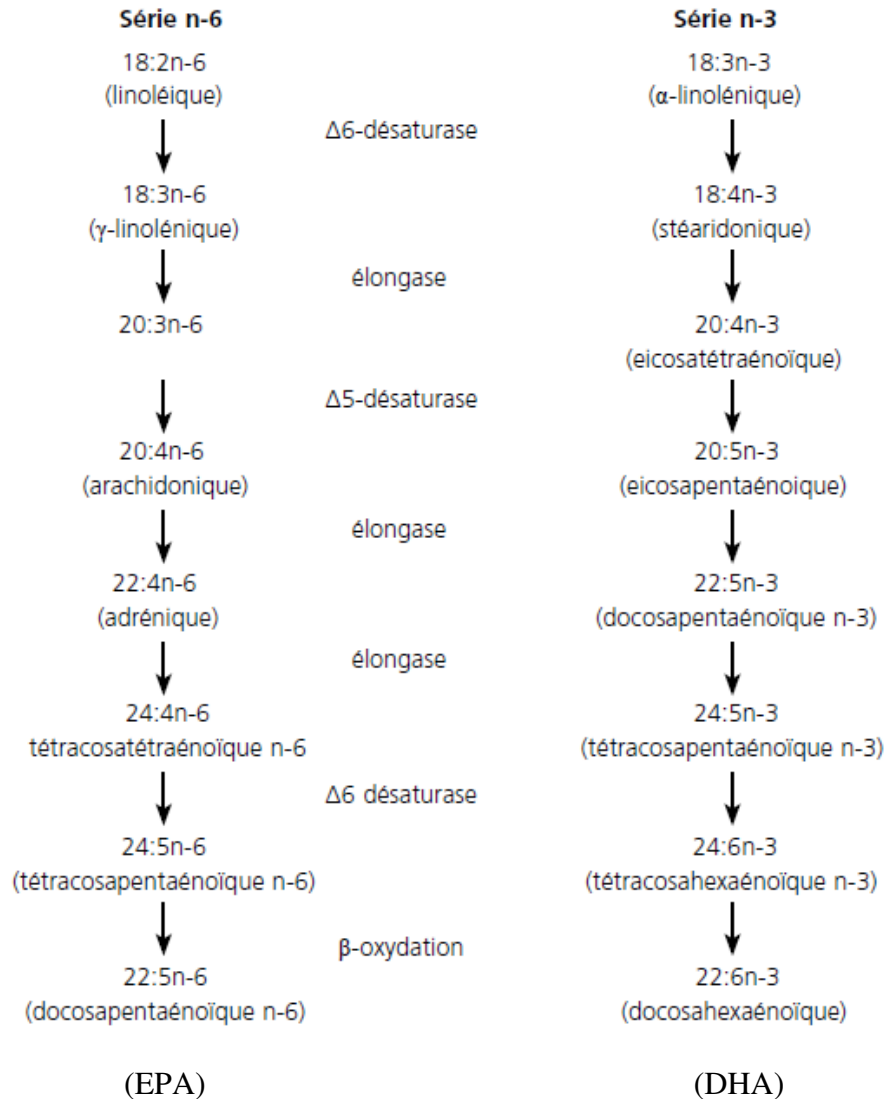 Série n-6
18:2n-6
(linoléique)
18:3n-6
(γ-linolénique)
20:3n-6
20:4n-6
(arachidonique)
22:4n-6
(adrénique)
24:4n-6
tétracosatétraénoïque n-6
24:5n-6
(tétracosapentaénoïque n-6)
22:5n-6
(docosapentaénoïque n-6)
(EPA)
Δ6-désaturase
élongase
Δ5-désaturase
élongase
élongase
Δ6 désaturase
β-oxydation
Série n-3
18:3n-3
(α-linolénique)
18:4n-3
(stéaridonique)
20:4n-3
(eicosatétraénoïque)
20:5n-3
(eicosapentaénoique)
22:5n-3
(docosapentaénoïque n-3)
24:5n-3
(tétracosapentaénoïque n-3)
24:6n-3
(tétracosahexaénoïque n-3)
22:6n-3
(docosahexaénoïque)
(DHA)